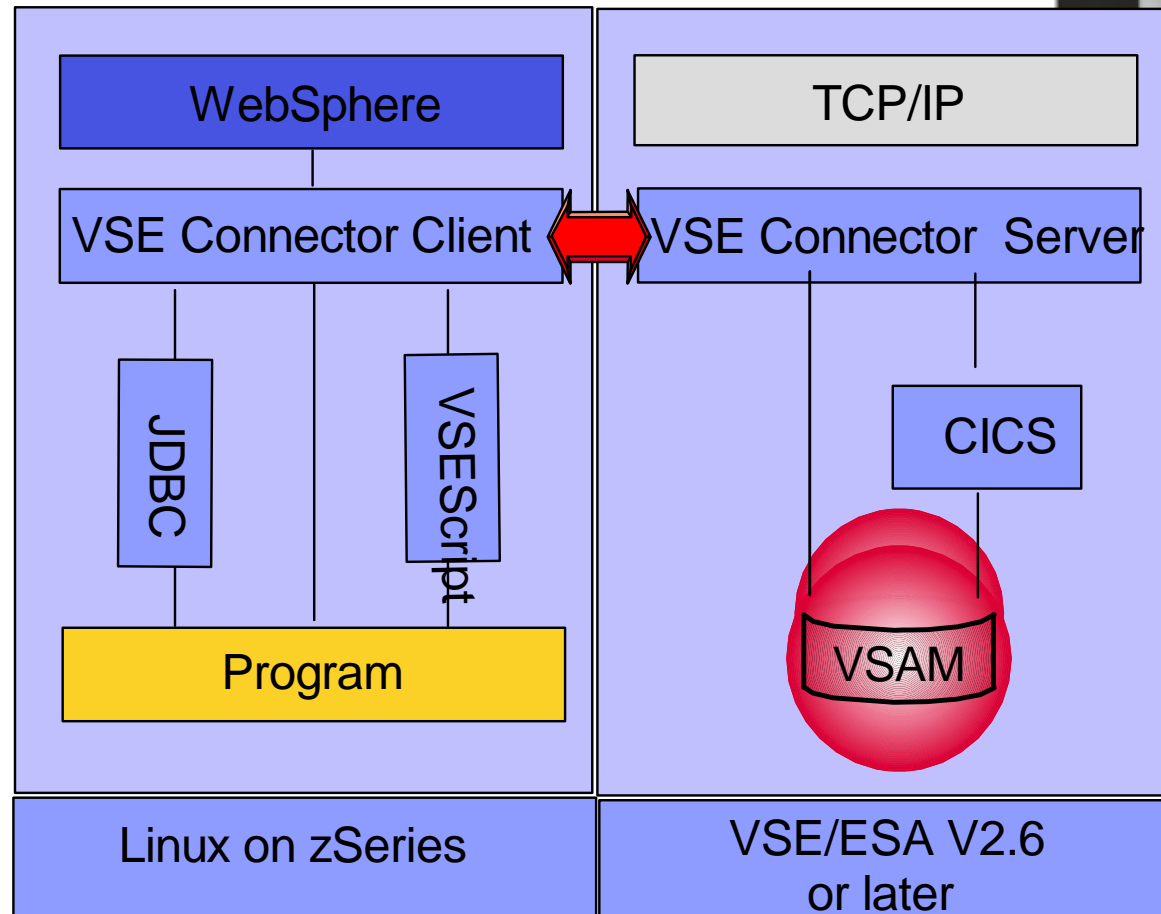 WebSphere
TCP/IP
VSE Connector Client
VSE Connector Server
JDBC
VSEScript
CICS
VSAM
Program
Linux on zSeries
VSE/ESA V2.6
or later